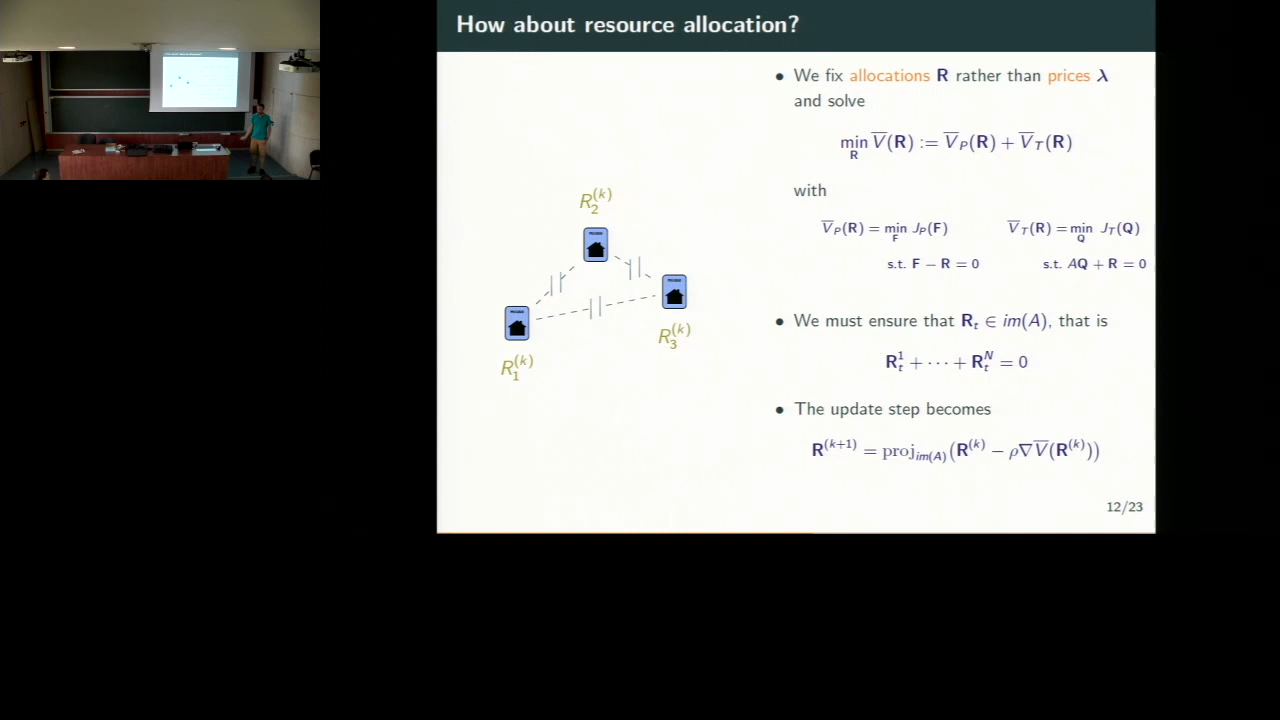 How about resource allocation?
• We fix allocations R rather than prices λ
and solve
min_R V̅(R) := V̅_P(R) + V̅_T(R)
with
V̅_P(R) = min_F J_P(F) V̅_T(R) = min_Q J_T(Q)
s.t. F − R = 0 s.t. AQ + R = 0
R_2^(k)
R_1^(k)
R_3^(k)
• We must ensure that R_t ∈ im(A), that is
R_t^1 + ⋯ + R_t^N = 0
• The update step becomes
R^(k+1) = proj_im(A)(R^(k) − ρ∇V̅(R^(k)))
12/23